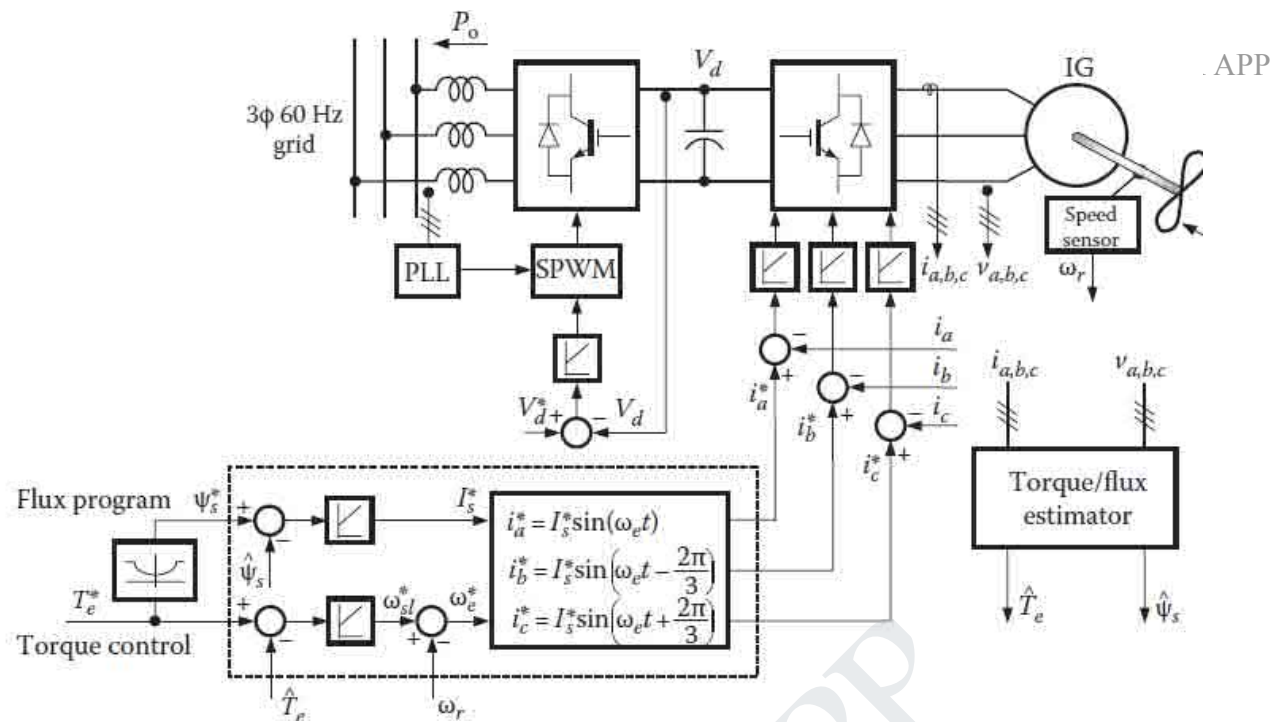 P_o
V_d
IG
. APP
3ϕ 60 Hz
grid
PLL
SPWM
i_{a,b,c}
v_{a,b,c}
Speed
sensor
ω_r
V_d^*
+
−
V_d
−
+
i_a
i_a^*
−
+
i_b
i_b^*
−
+
i_c
i_c^*
i_{a,b,c}
v_{a,b,c}
Torque/flux
estimator
T̂_e
ψ̂_s
Flux program
ψ_s^*
+
−
ψ̂_s
I_s^*
T_e^*
Torque control
+
−
T̂_e
ω_{sl}^*
+
−
ω_r
ω_e^*
i_a^* = I_s^* sin(ω_e t)
i_b^* = I_s^* sin(ω_e t − 2π/3)
i_c^* = I_s^* sin(ω_e t + 2π/3)